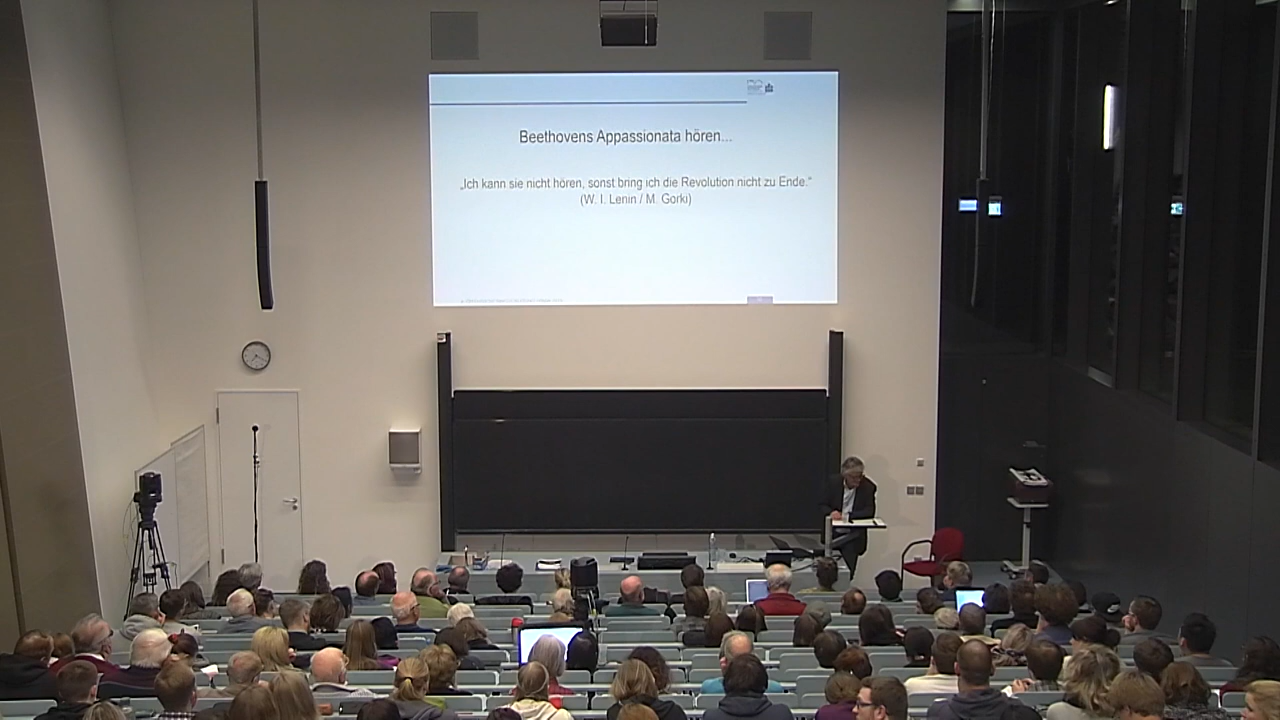 Beethovens Appassionata hören...
„Ich kann sie nicht hören, sonst bring ich die Revolution nicht zu Ende.“
(W. I. Lenin / M. Gorki)